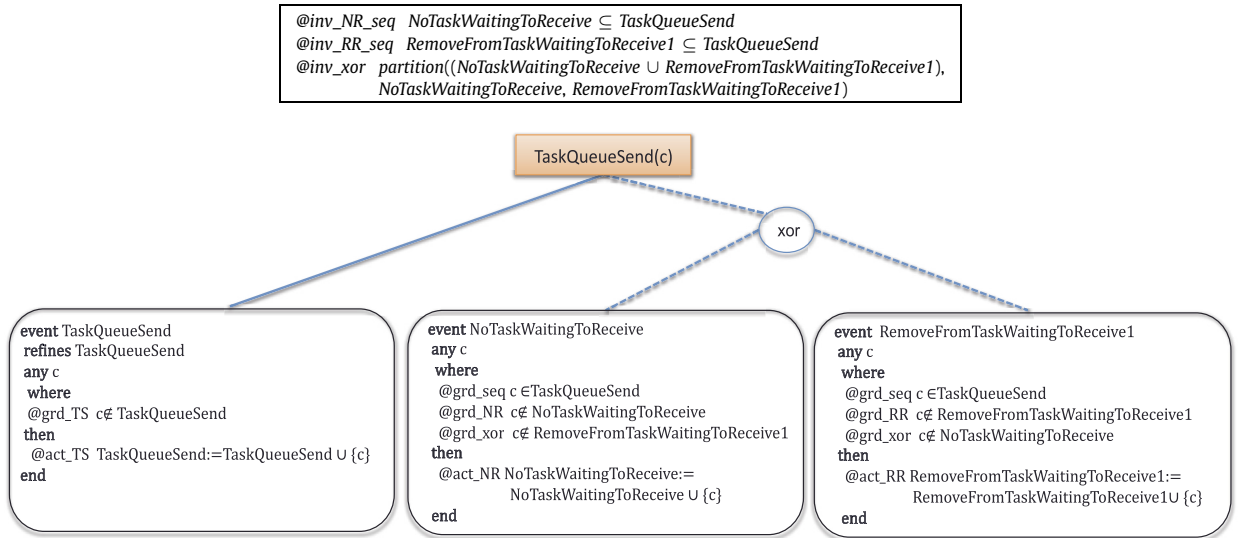 @inv_NR_seq NoTaskWaitingToReceive ⊆ TaskQueueSend
@inv_RR_seq RemoveFromTaskWaitingToReceive1 ⊆ TaskQueueSend
@inv_xor partition((NoTaskWaitingToReceive ∪ RemoveFromTaskWaitingToReceive1),
NoTaskWaitingToReceive, RemoveFromTaskWaitingToReceive1)
TaskQueueSend(c)
xor
event TaskQueueSend
refines TaskQueueSend
any c
where
@grd_TS c∉ TaskQueueSend
then
@act_TS TaskQueueSend:=TaskQueueSend ∪ {c}
end
event NoTaskWaitingToReceive
any c
where
@grd_seq c ∈TaskQueueSend
@grd_NR c∉ NoTaskWaitingToReceive
@grd_xor c∉ RemoveFromTaskWaitingToReceive1
then
@act_NR NoTaskWaitingToReceive:=
NoTaskWaitingToReceive ∪ {c}
end
event RemoveFromTaskWaitingToReceive1
any c
where
@grd_seq c ∈TaskQueueSend
@grd_RR c∉ RemoveFromTaskWaitingToReceive1
@grd_xor c∉ NoTaskWaitingToReceive
then
@act_RR RemoveFromTaskWaitingToReceive1:=
RemoveFromTaskWaitingToReceive1∪ {c}
end